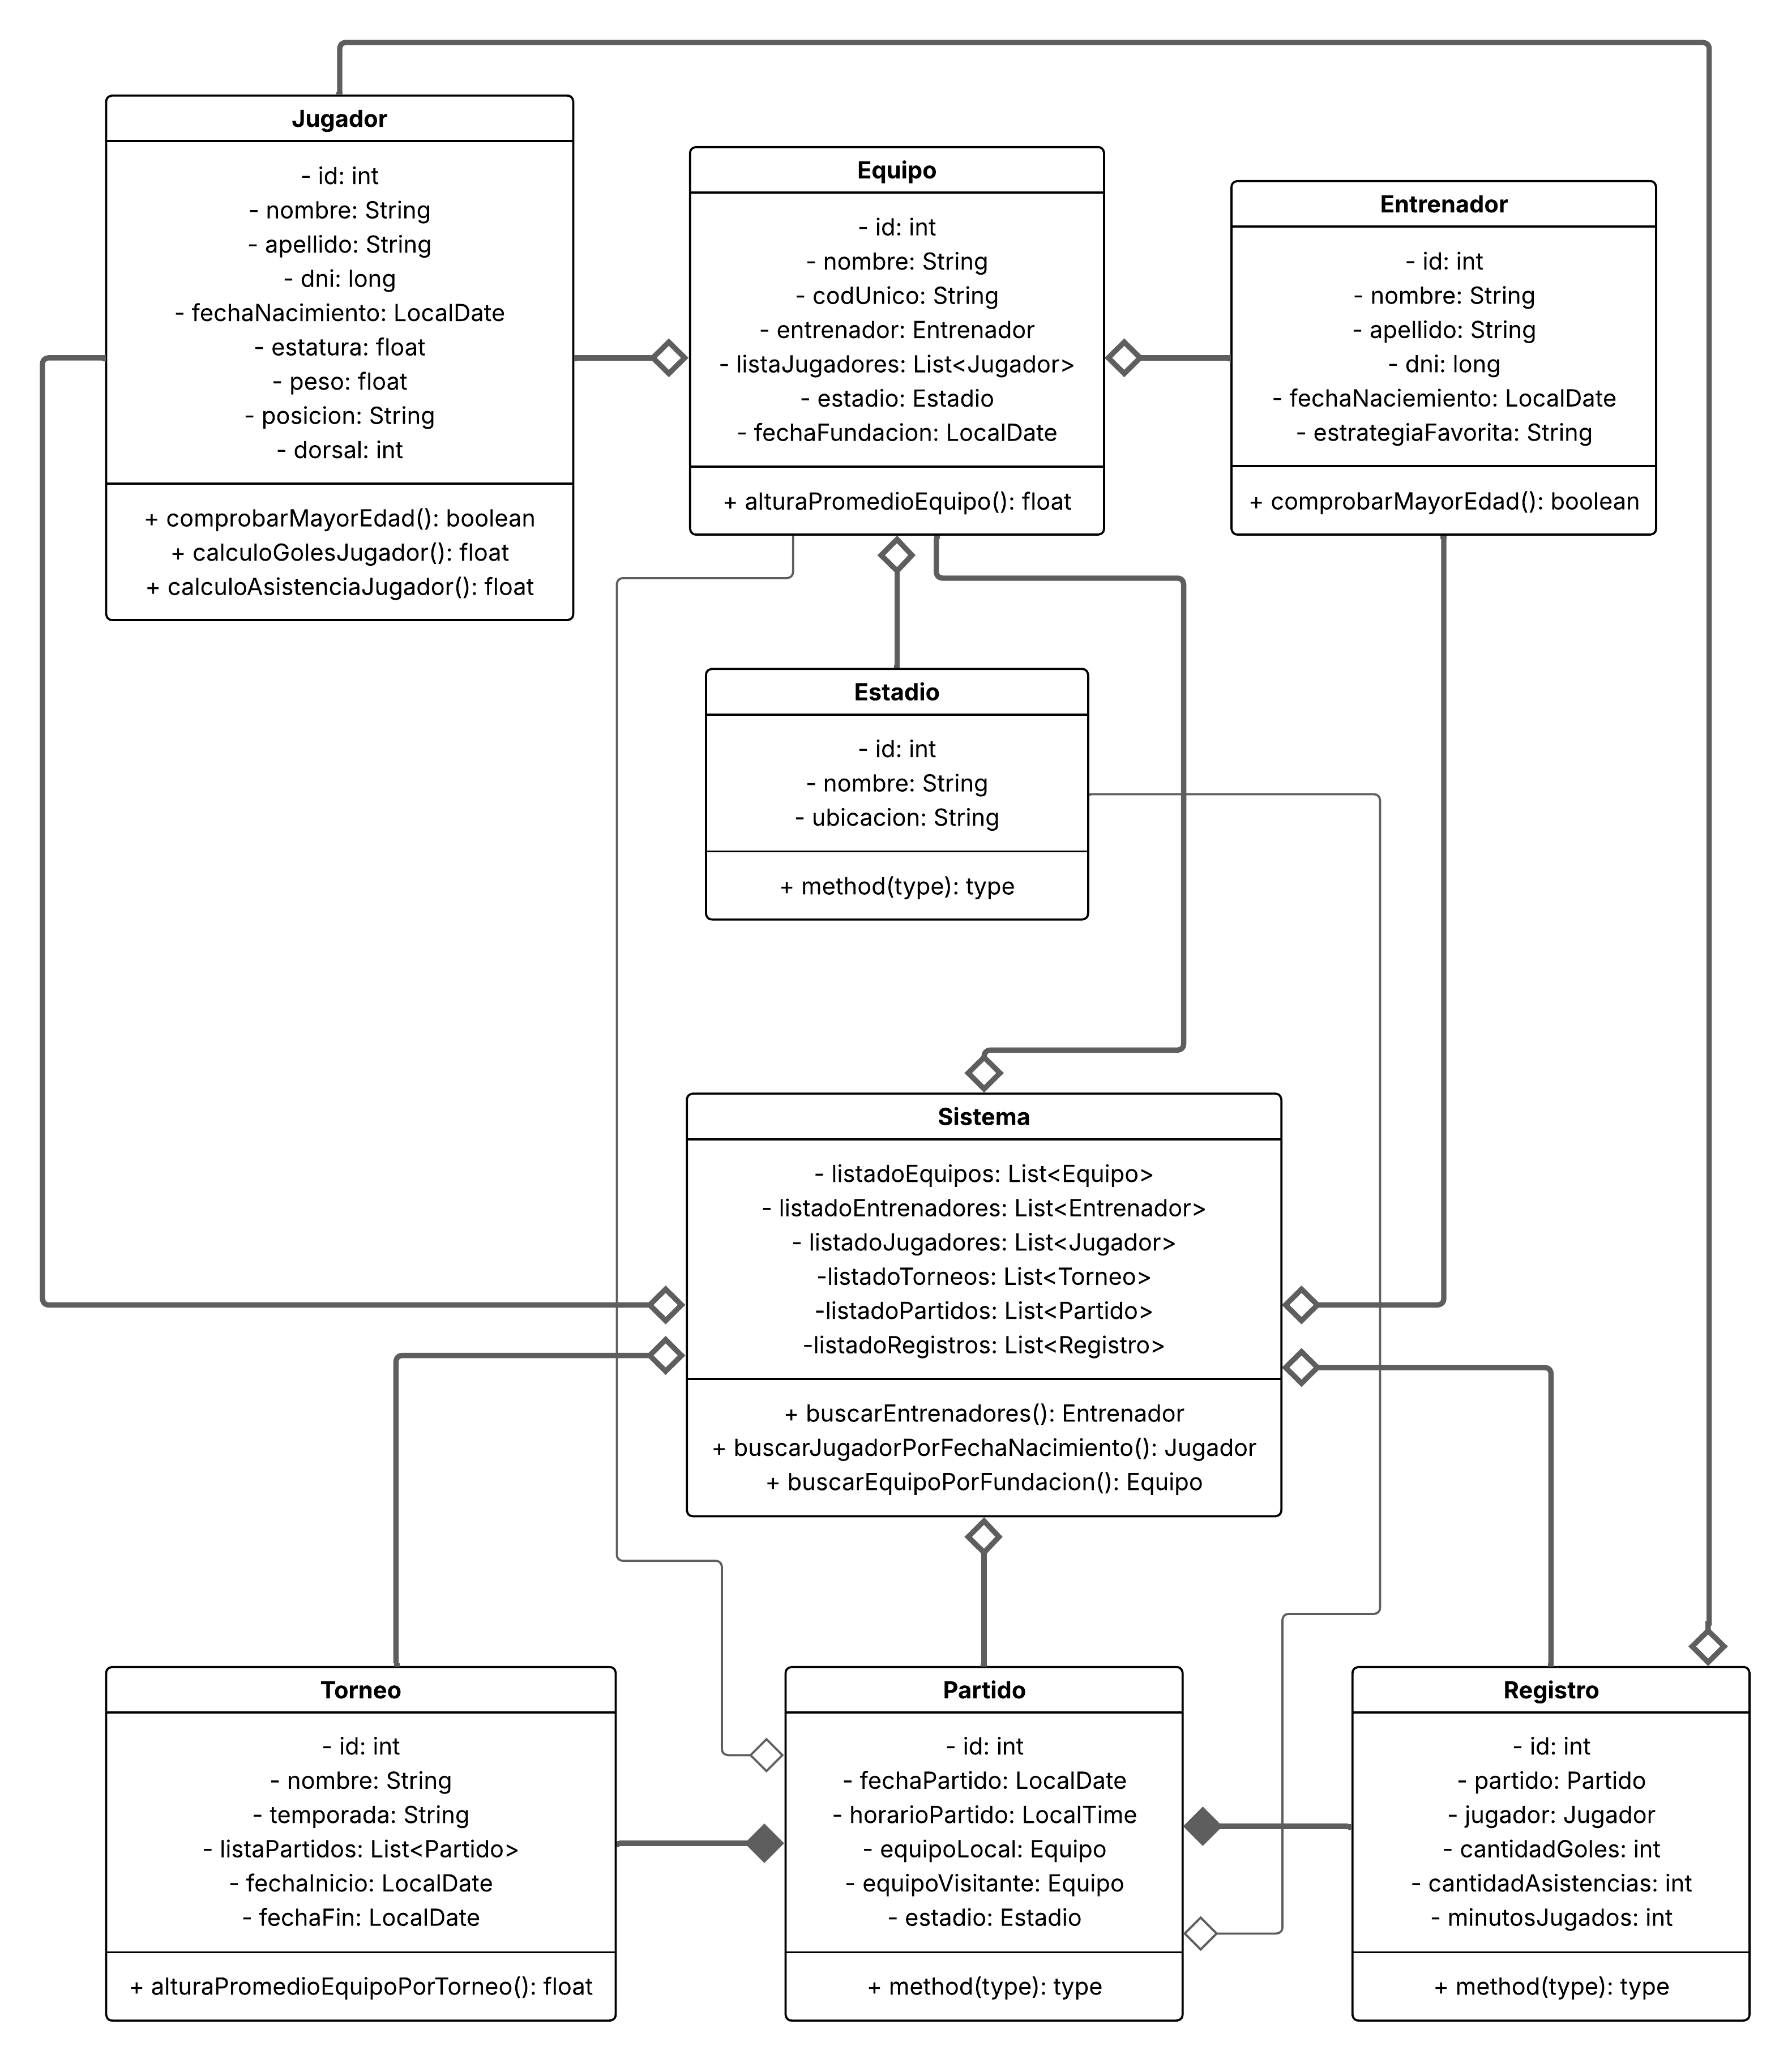 Jugador
- id: int
- nombre: String
- apellido: String
- dni: long
- fechaNacimiento: LocalDate
- estatura: float
- peso: float
- posicion: String
- dorsal: int
+ comprobarMayorEdad(): boolean
+ calculoGolesJugador(): float
+ calculoAsistenciaJugador(): float
Equipo
- id: int
- nombre: String
- codUnico: String
- entrenador: Entrenador
- listaJugadores: List<Jugador>
- estadio: Estadio
- fechaFundacion: LocalDate
+ alturaPromedioEquipo(): float
Entrenador
- id: int
- nombre: String
- apellido: String
- dni: long
- fechaNaciemiento: LocalDate
- estrategiaFavorita: String
+ comprobarMayorEdad(): boolean
Estadio
- id: int
- nombre: String
- ubicacion: String
+ method(type): type
Sistema
- listadoEquipos: List<Equipo>
- listadoEntrenadores: List<Entrenador>
- listadoJugadores: List<Jugador>
-listadoTorneos: List<Torneo>
-listadoPartidos: List<Partido>
-listadoRegistros: List<Registro>
+ buscarEntrenadores(): Entrenador
+ buscarJugadorPorFechaNacimiento(): Jugador
+ buscarEquipoPorFundacion(): Equipo
Torneo
- id: int
- nombre: String
- temporada: String
- listaPartidos: List<Partido>
- fechaInicio: LocalDate
- fechaFin: LocalDate
+ alturaPromedioEquipoPorTorneo(): float
Partido
- id: int
- fechaPartido: LocalDate
- horarioPartido: LocalTime
- equipoLocal: Equipo
- equipoVisitante: Equipo
- estadio: Estadio
+ method(type): type
Registro
- id: int
- partido: Partido
- jugador: Jugador
- cantidadGoles: int
- cantidadAsistencias: int
- minutosJugados: int
+ method(type): type